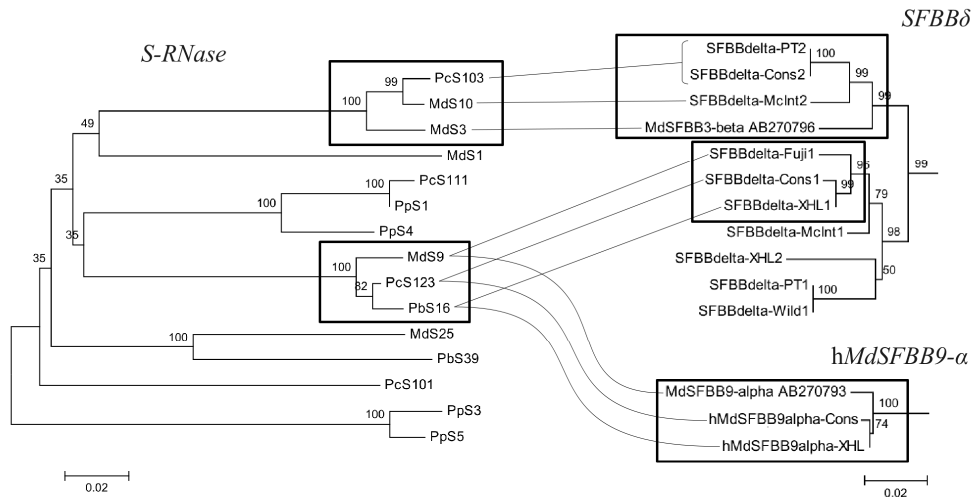 SFBBδ
S-RNase
SFBBdelta-PT2
100
SFBBdelta-Cons2
99
SFBBdelta-McInt2
99
MdSFBB3-beta AB270796
99
PcS103
99
MdS10
100
MdS3
49
MdS1
35
PcS111
100
PpS1
100
PpS4
35
MdS9
100
PcS123
82
PbS16
35
MdS25
100
PbS39
PcS101
PpS3
100
PpS5
0.02
SFBBdelta-Fuji1
95
SFBBdelta-Cons1
99
SFBBdelta-XHL1
79
SFBBdelta-McInt1
98
SFBBdelta-XHL2
50
SFBBdelta-PT1
100
SFBBdelta-Wild1
hMdSFBB9-α
MdSFBB9-alpha AB270793
100
hMdSFBB9alpha-Cons
74
hMdSFBB9alpha-XHL
0.02